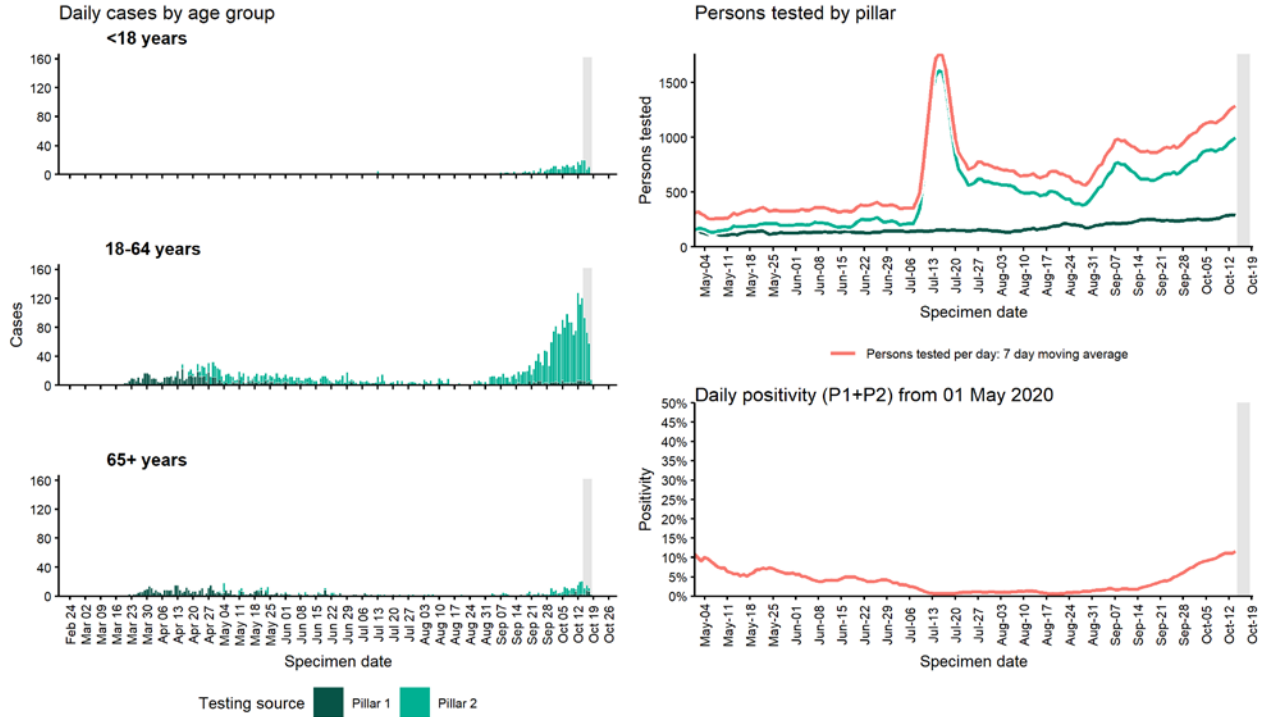 Daily cases by age group
<18 years
160
120
80
40
0
18-64 years
160
120
80
40
0
Cases
65+ years
160
120
80
40
0
Feb 24
Mar 02
Mar 09
Mar 16
Mar 23
Mar 30
Apr 06
Apr 13
Apr 20
Apr 27
May 04
May 11
May 18
May 25
Jun 01
Jun 08
Jun 15
Jun 22
Jun 29
Jul 06
Jul 13
Jul 20
Jul 27
Aug 03
Aug 10
Aug 17
Aug 24
Aug 31
Sep 07
Sep 14
Sep 21
Sep 28
Oct 05
Oct 12
Oct 19
Oct 26
Specimen date
Testing source
Pillar 1
Pillar 2
Persons tested by pillar
Persons tested
1500
1000
500
0
May-04
May-11
May-18
May-25
Jun-01
Jun-08
Jun-15
Jun-22
Jun-29
Jul-06
Jul-13
Jul-20
Jul-27
Aug-03
Aug-10
Aug-17
Aug-24
Aug-31
Sep-07
Sep-14
Sep-21
Sep-28
Oct-05
Oct-12
Oct-19
Specimen date
Persons tested per day: 7 day moving average
Daily positivity (P1+P2) from 01 May 2020
Positivity
50%
45%
40%
35%
30%
25%
20%
15%
10%
5%
0%
May-04
May-11
May-18
May-25
Jun-01
Jun-08
Jun-15
Jun-22
Jun-29
Jul-06
Jul-13
Jul-20
Jul-27
Aug-03
Aug-10
Aug-17
Aug-24
Aug-31
Sep-07
Sep-14
Sep-21
Sep-28
Oct-05
Oct-12
Oct-19
Specimen date